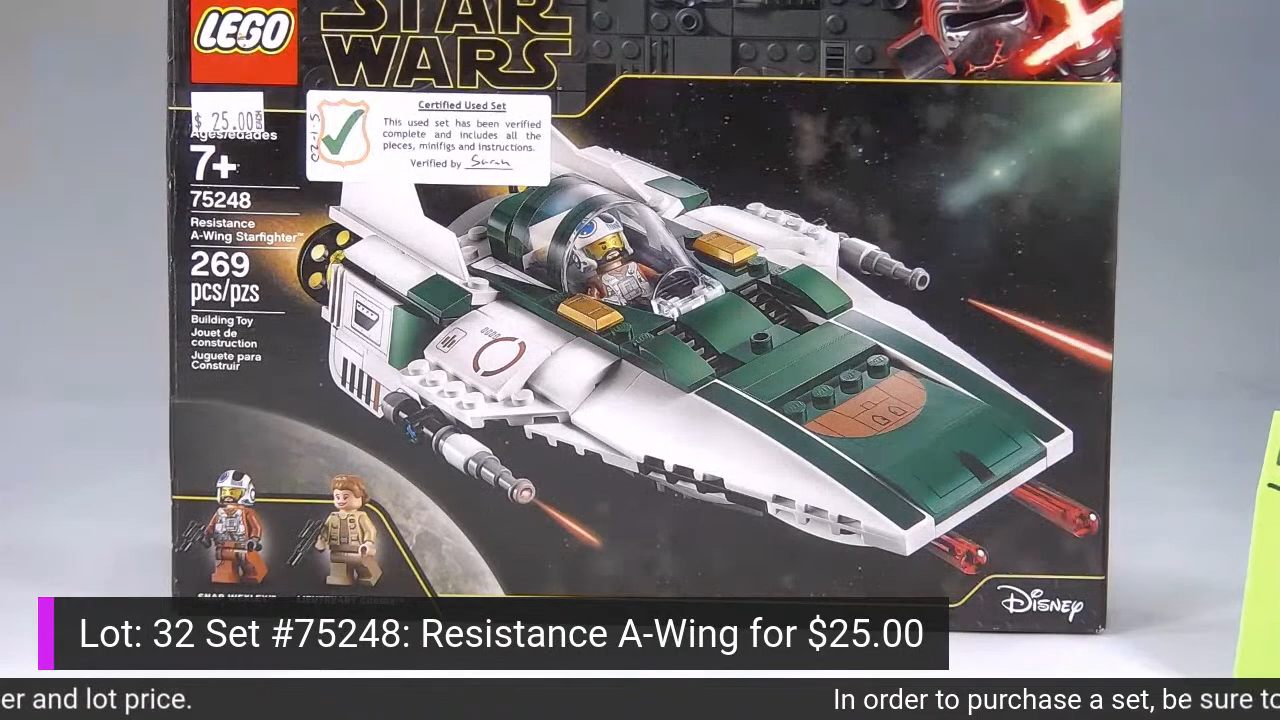 LEGO
STAR
WARS
$ 25.00
Certified Used Set
This used set has been verified
complete and includes all the
pieces, minifigs and instructions.
Verified by Sarah
Ages/edades
7+
75248
Resistance
A-Wing Starfighter™
269
pcs/pzs
Building Toy
Jouet de
construction
Juguete para
Construir
Disney
Lot: 32 Set #75248: Resistance A-Wing for $25.00
er and lot price.
In order to purchase a set, be sure to